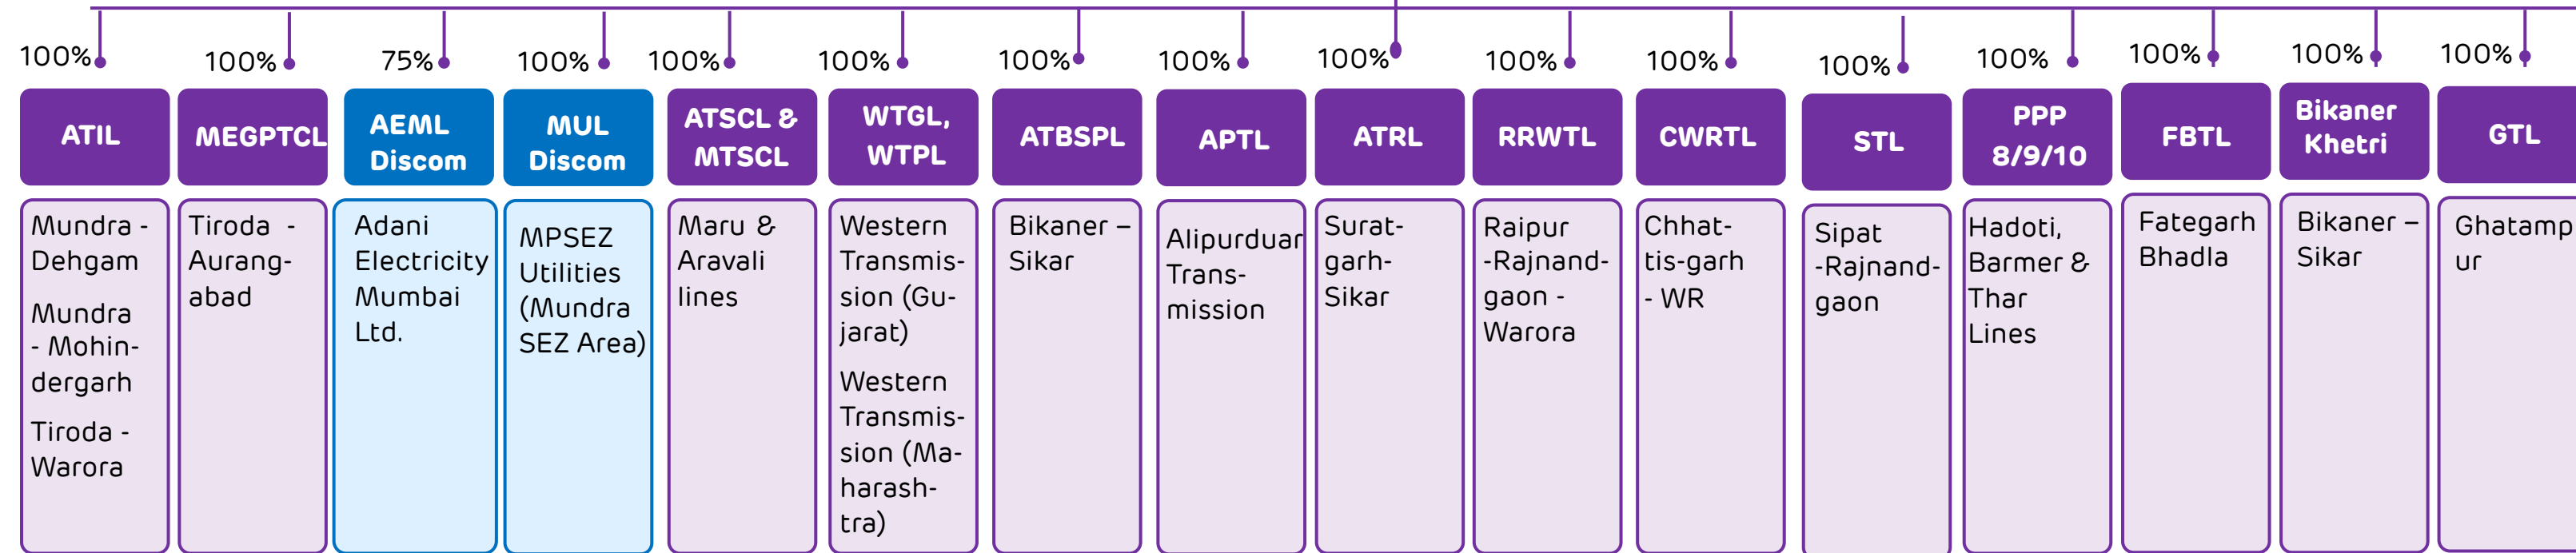 100%
100%
75%
100%
100%
100%
100%
100%
100%
100%
100%
100%
100%
100%
100%
100%
ATIL
MEGPTCL
AEML
Discom
MUL
Discom
ATSCL &
MTSCL
WTGL,
WTPL
ATBSPL
APTL
ATRL
RRWTL
CWRTL
STL
PPP
8/9/10
FBTL
Bikaner
Khetri
GTL
Mundra -
Dehgam
Mundra
- Mohin-
dergarh
Tiroda -
Warora
Tiroda -
Aurang-
abad
Adani
Electricity
Mumbai
Ltd.
MPSEZ
Utilities
(Mundra
SEZ Area)
Maru &
Aravali
lines
Western
Transmis-
sion (Gu-
jarat)
Western
Transmis-
sion (Ma-
harash-
tra)
Bikaner –
Sikar
Alipurduar
Trans-
mission
Surat-
garh-
Sikar
Raipur
-Rajnand-
gaon -
Warora
Chhat-
tis-garh
- WR
Sipat
-Rajnand-
gaon
Hadoti,
Barmer &
Thar
Lines
Fategarh
Bhadla
Bikaner –
Sikar
Ghatamp
ur